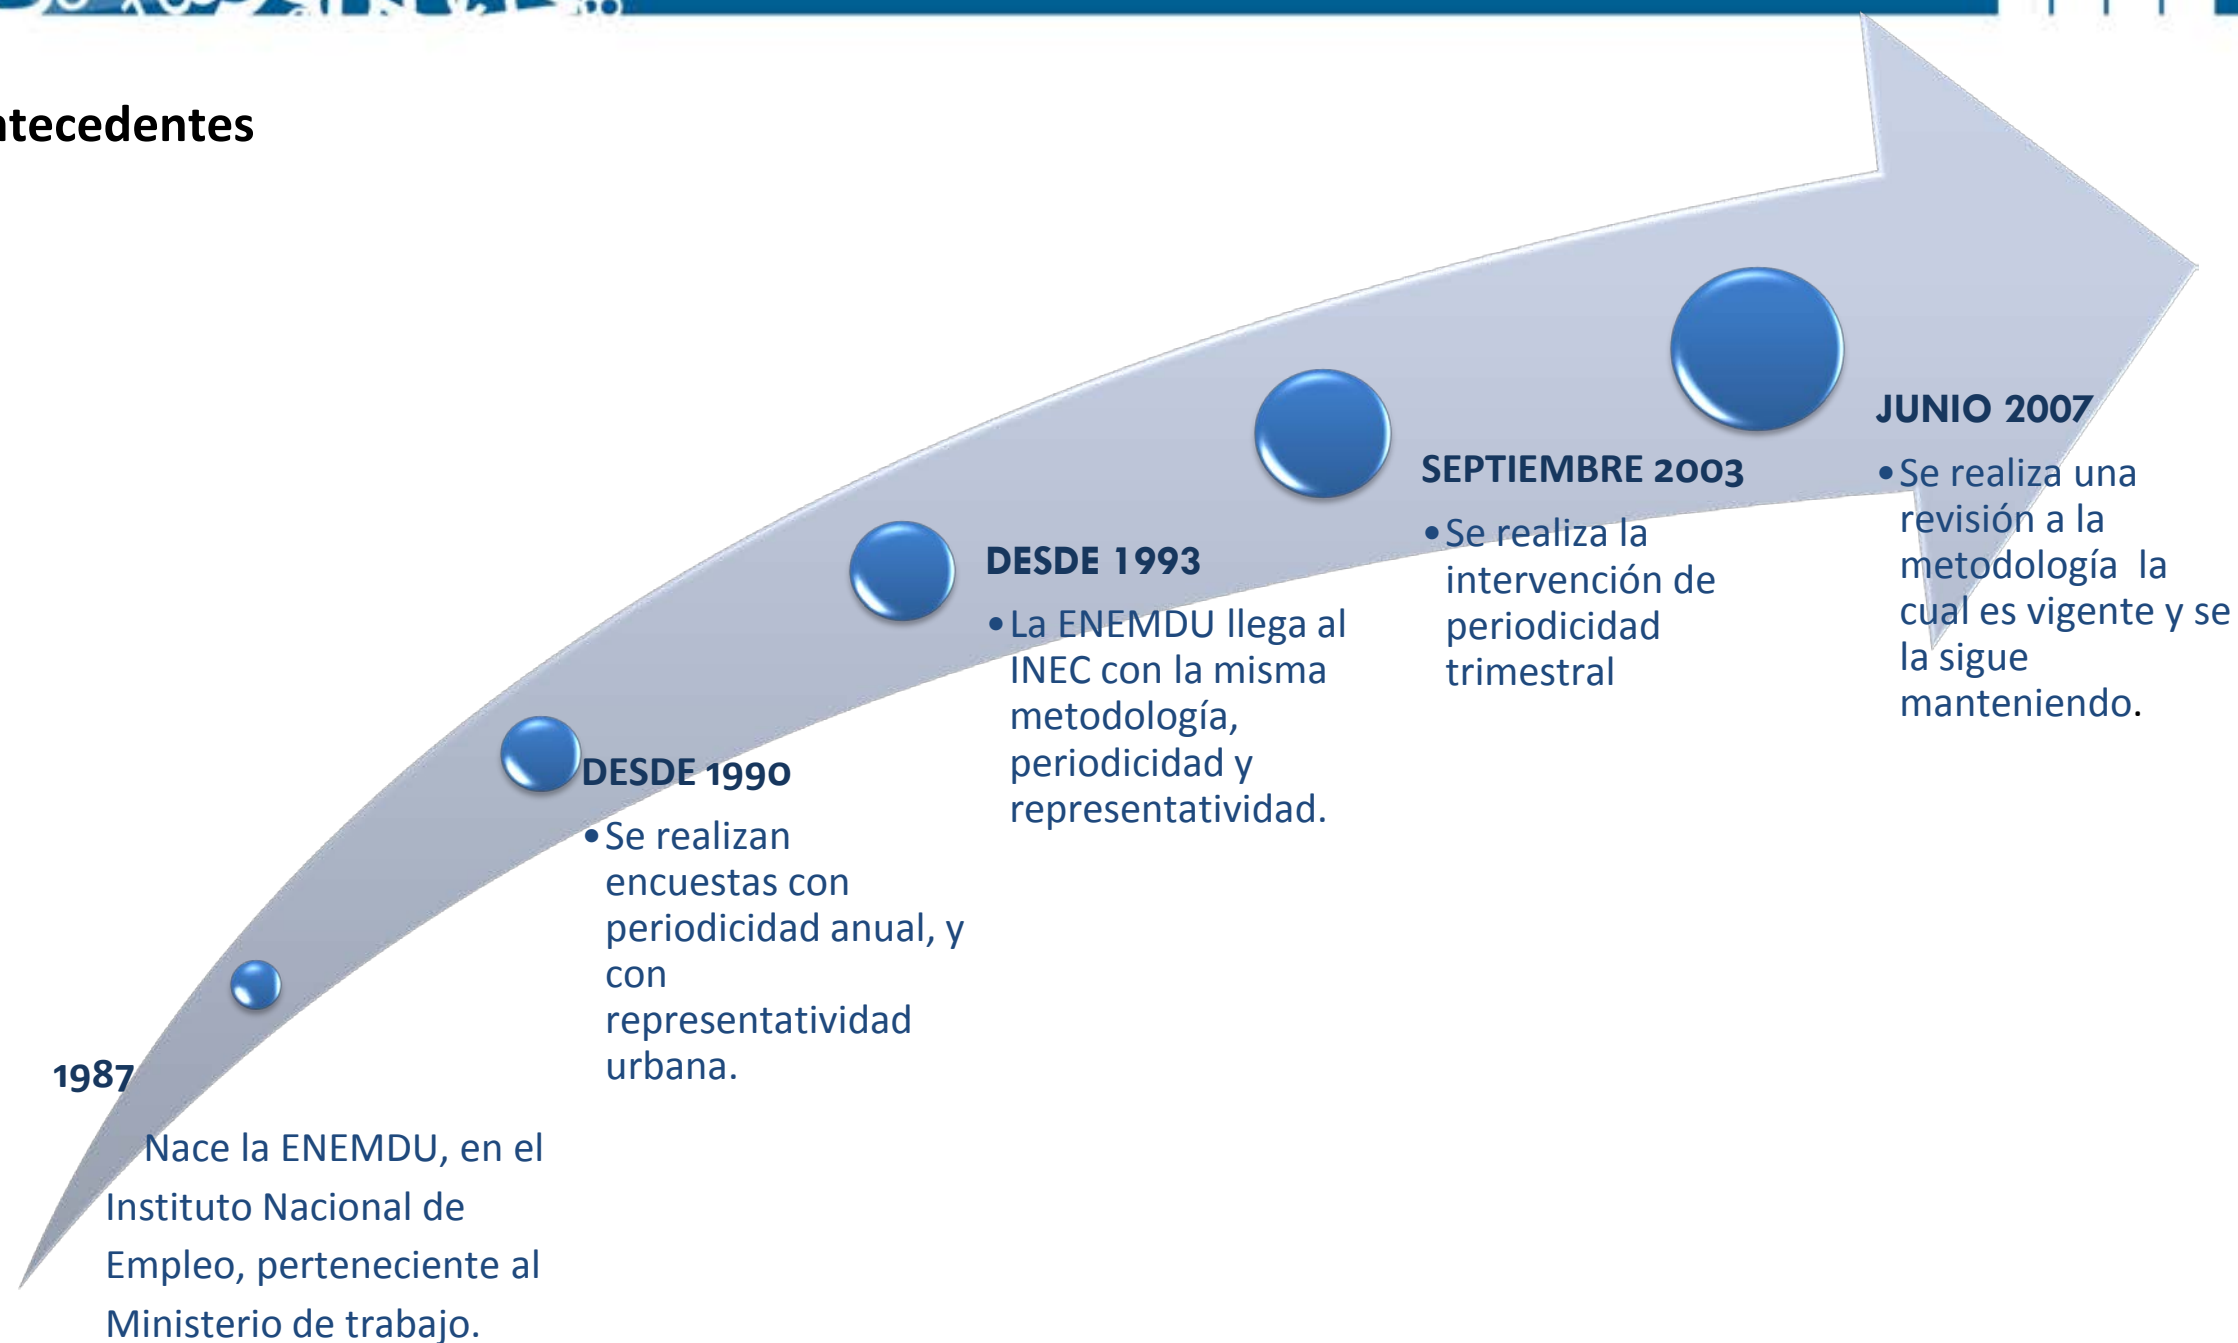 ntecedentes
1987
Nace la ENEMDU, en el
Instituto Nacional de
Empleo, perteneciente al
Ministerio de trabajo.
DESDE 1990
•Se realizan
encuestas con
periodicidad anual, y
con
representatividad
urbana.
DESDE 1993
•La ENEMDU llega al
INEC con la misma
metodología,
periodicidad y
representatividad.
SEPTIEMBRE 2003
•Se realiza la
intervención de
periodicidad
trimestral
JUNIO 2007
•Se realiza una
revisión a la
metodología  la
cual es vigente y se
la sigue
manteniendo.